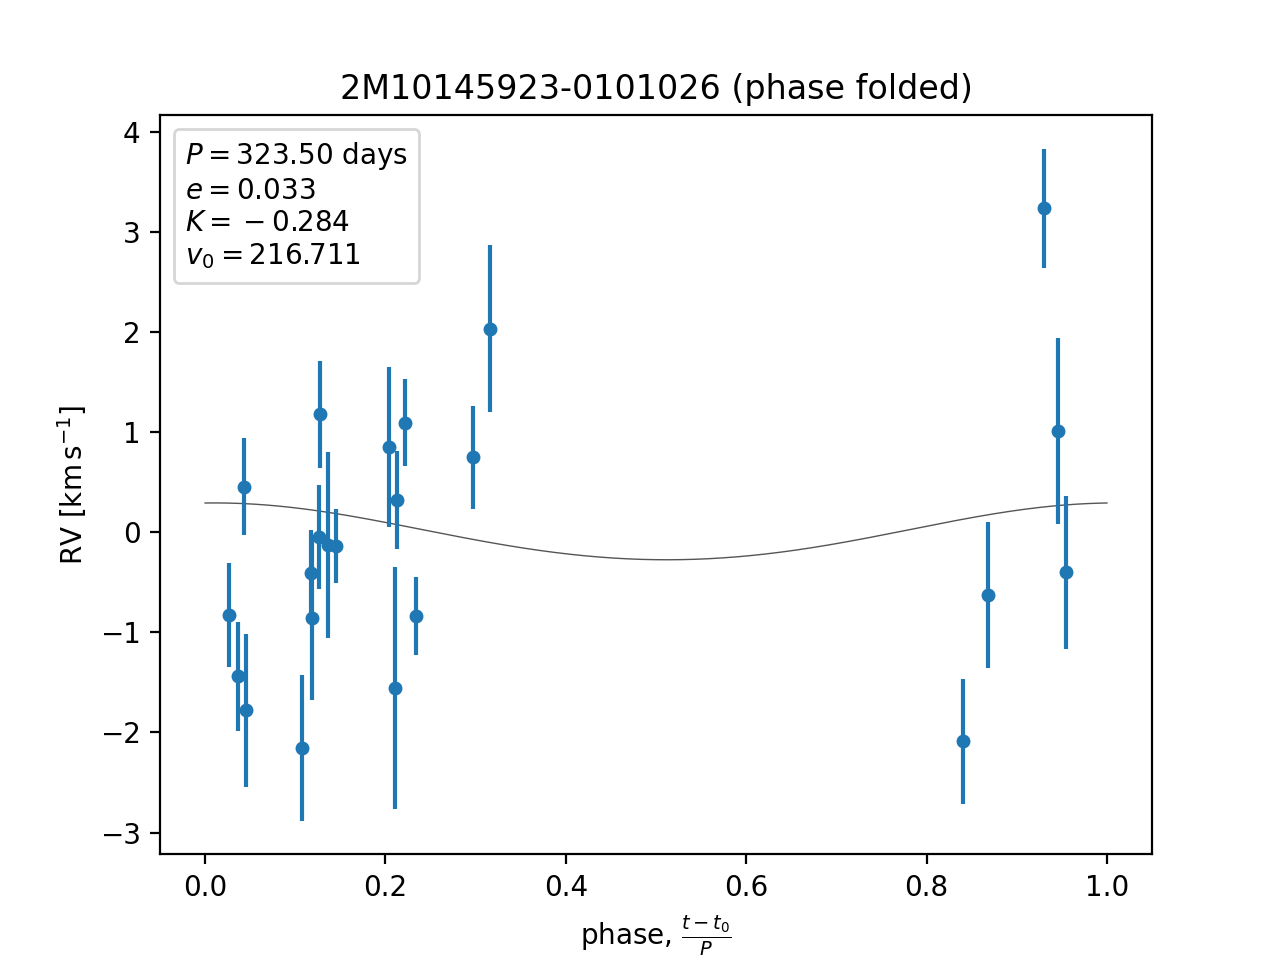 2M10145923-0101026 (phase folded)
P = 323.50 days
e = 0.033
K = −0.284
v₀ = 216.711
4
3
2
1
0
−1
−2
−3
RV [km s⁻¹]
0.0 0.2 0.4 0.6 0.8 1.0
phase, (t − t₀)/P